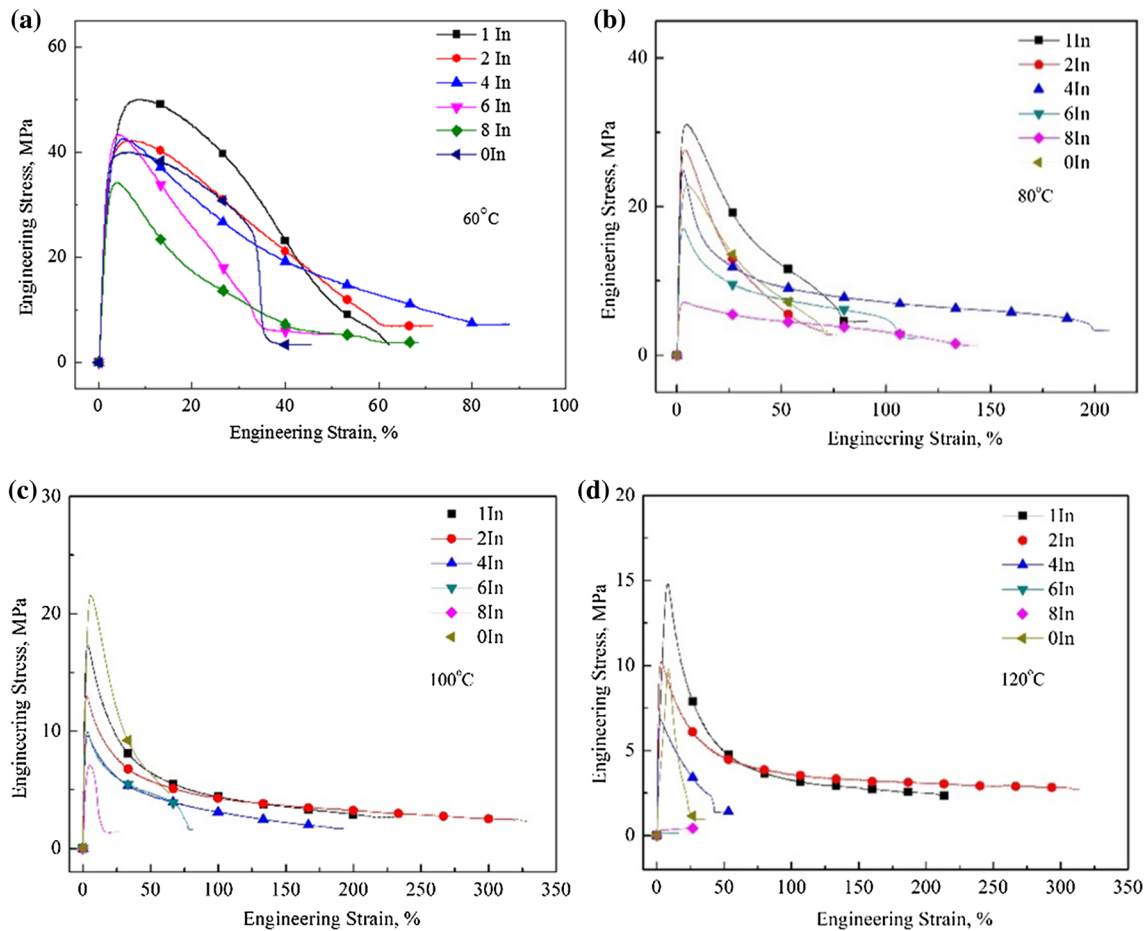 (a)
60
40
20
0
0
20
40
60
80
100
Engineering Stress, MPa
Engineering Strain, %
1 In
2 In
4 In
6 In
8 In
0In
60°C
(b)
40
20
0
0
50
100
150
200
Engineering Stress, MPa
Engineering Strain, %
1In
2In
4In
6In
8In
0In
80°C
(c)
30
20
10
0
0
50
100
150
200
250
300
350
Engineering Stress, MPa
Engineering Strain, %
1In
2In
4In
6In
8In
0In
100°C
(d)
20
15
10
5
0
0
50
100
150
200
250
300
350
Engineering Stress, MPa
Engineering Strain, %
1In
2In
4In
6In
8In
0In
120°C